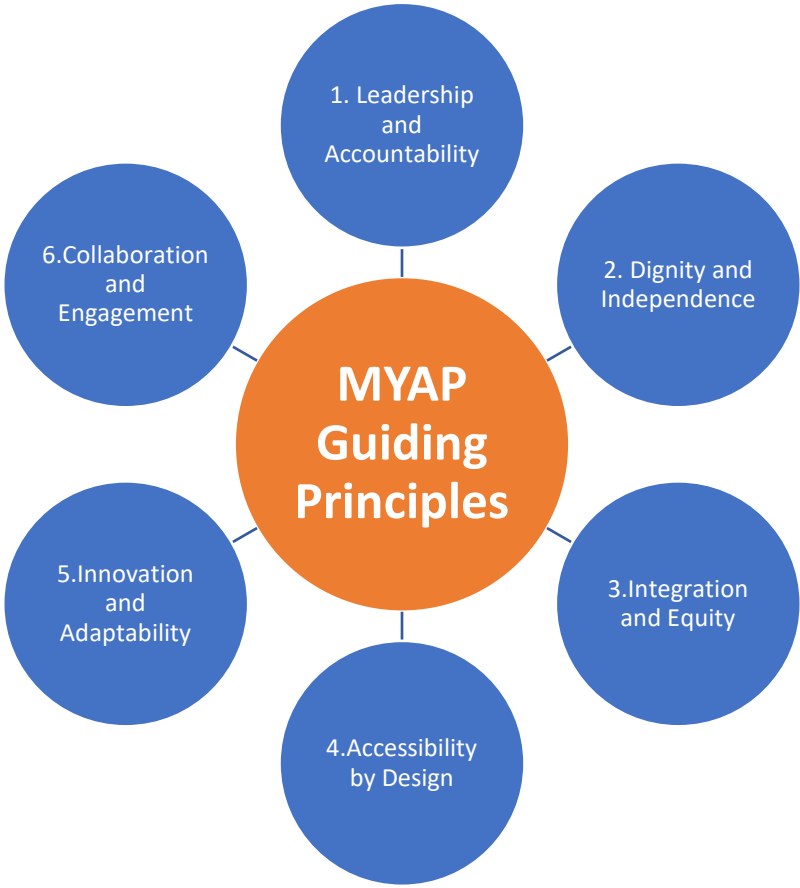 MYAP
Guiding
Principles
1. Leadership
and
Accountability
2. Dignity and
Independence
3.Integration
and Equity
4.Accessibility
by Design
5.Innovation
and
Adaptability
6.Collaboration
and
Engagement